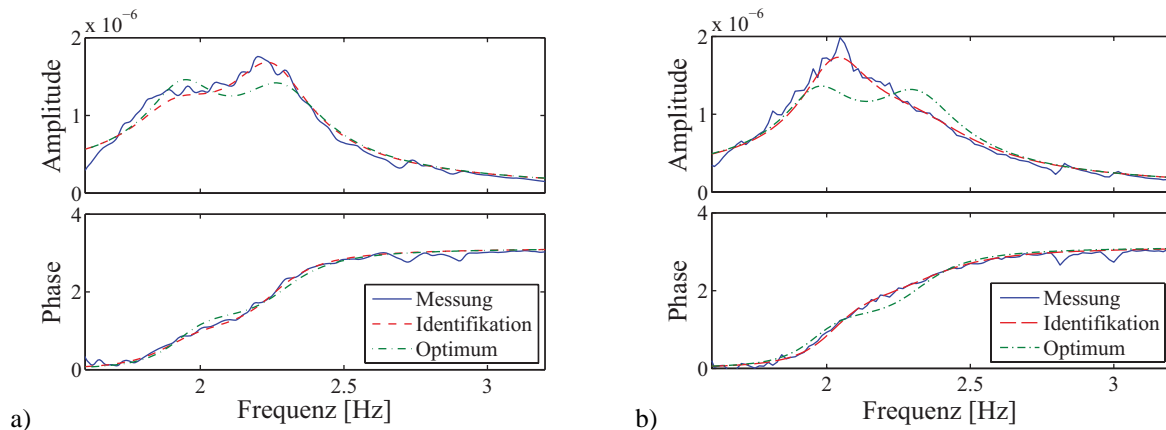 x 10⁻⁶
2
1
0
Amplitude
4
2
0
Phase
Messung
Identifikation
Optimum
2
2.5
3
Frequenz [Hz]
a)
x 10⁻⁶
2
1
0
Amplitude
4
2
0
Phase
Messung
Identifikation
Optimum
2
2.5
3
Frequenz [Hz]
b)